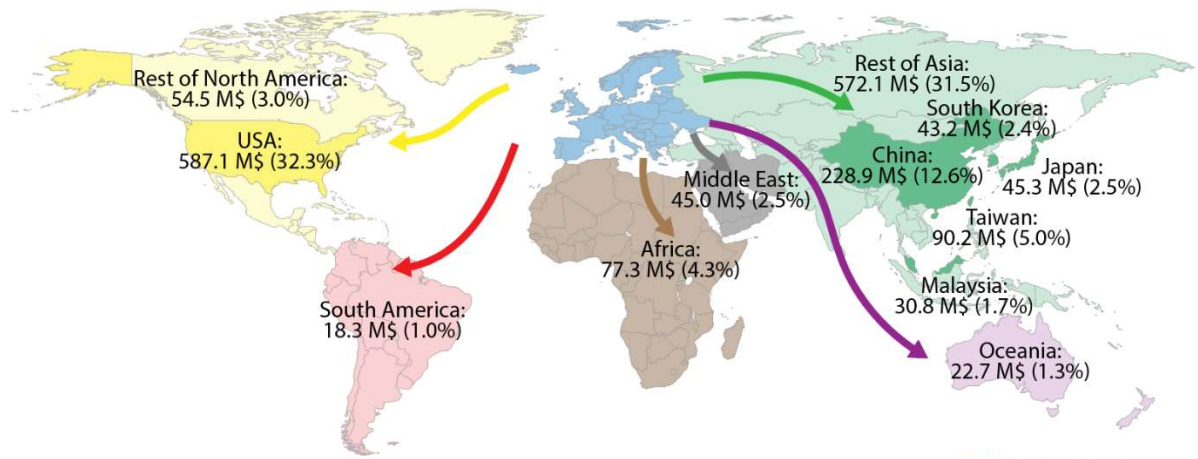 Rest of North America:
54.5 M$ (3.0%)
USA:
587.1 M$ (32.3%)
South America:
18.3 M$ (1.0%)
Africa:
77.3 M$ (4.3%)
Middle East:
45.0 M$ (2.5%)
Rest of Asia:
572.1 M$ (31.5%)
South Korea:
43.2 M$ (2.4%)
China:
228.9 M$ (12.6%)
Japan:
45.3 M$ (2.5%)
Taiwan:
90.2 M$ (5.0%)
Malaysia:
30.8 M$ (1.7%)
Oceania:
22.7 M$ (1.3%)